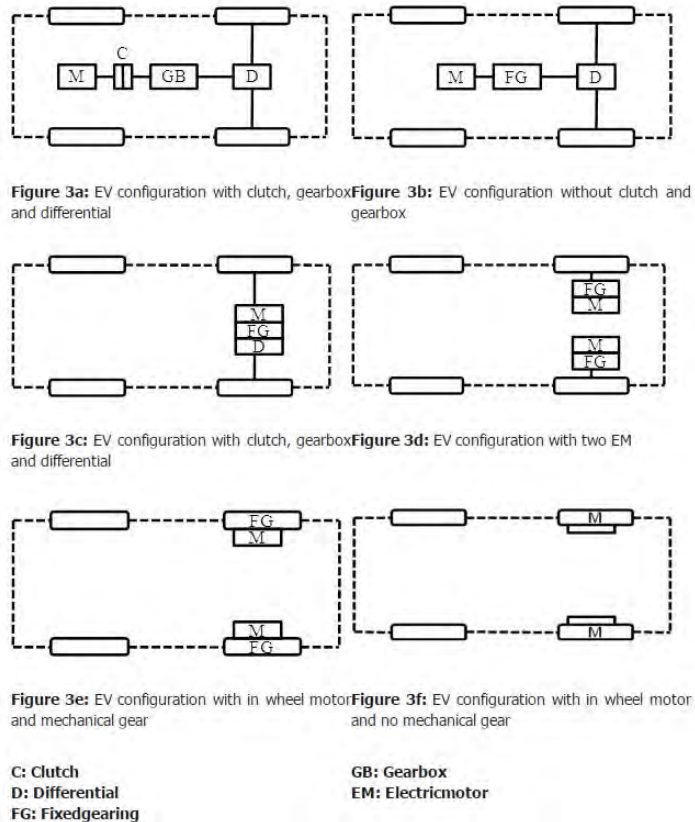 C
M
GB
D
M
FG
D
Figure 3a: EV configuration with clutch, gearbox
and differential
Figure 3b: EV configuration without clutch and
gearbox
M
FG
D
FG
M
M
FG
Figure 3c: EV configuration with clutch, gearbox
and differential
Figure 3d: EV configuration with two EM
FG
M
M
FG
M
M
Figure 3e: EV configuration with in wheel motor
and mechanical gear
Figure 3f: EV configuration with in wheel motor
and no mechanical gear
C: Clutch
D: Differential
FG: Fixedgearing
GB: Gearbox
EM: Electricmotor